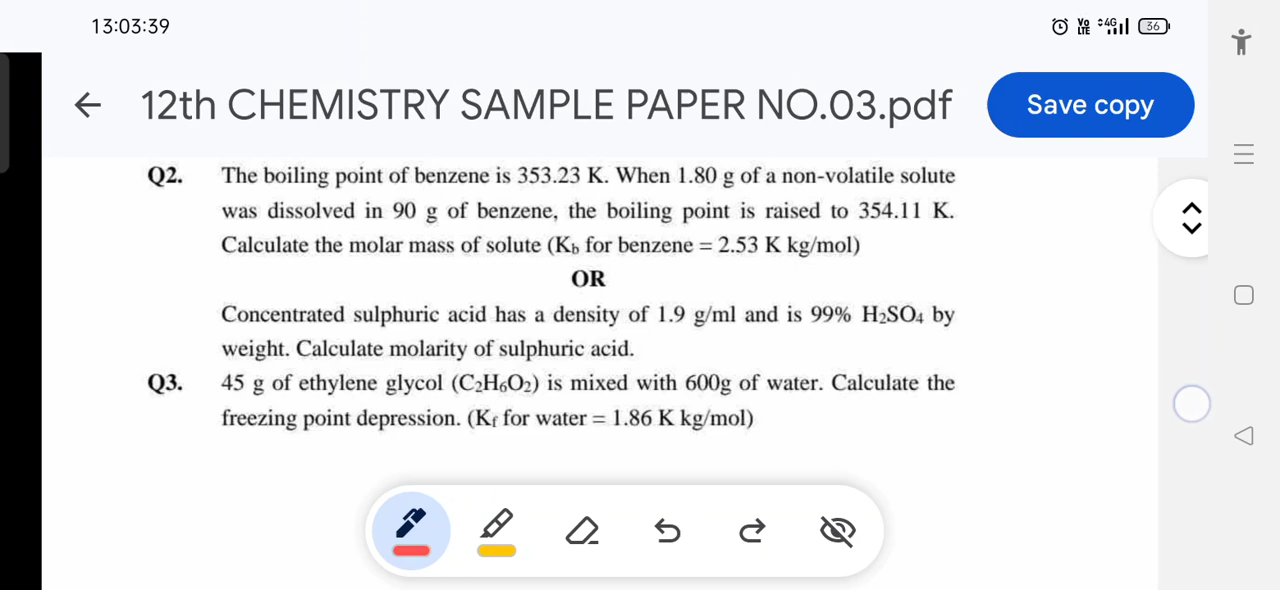 13:03:39
Vo LTE 4G 36
12th CHEMISTRY SAMPLE PAPER NO.03.pdf
Save copy
Q2. The boiling point of benzene is 353.23 K. When 1.80 g of a non-volatile solute
was dissolved in 90 g of benzene, the boiling point is raised to 354.11 K.
Calculate the molar mass of solute (K_b for benzene = 2.53 K kg/mol)
OR
Concentrated sulphuric acid has a density of 1.9 g/ml and is 99% H₂SO₄ by
weight. Calculate molarity of sulphuric acid.
Q3. 45 g of ethylene glycol (C₂H₆O₂) is mixed with 600g of water. Calculate the
freezing point depression. (K_f for water = 1.86 K kg/mol)